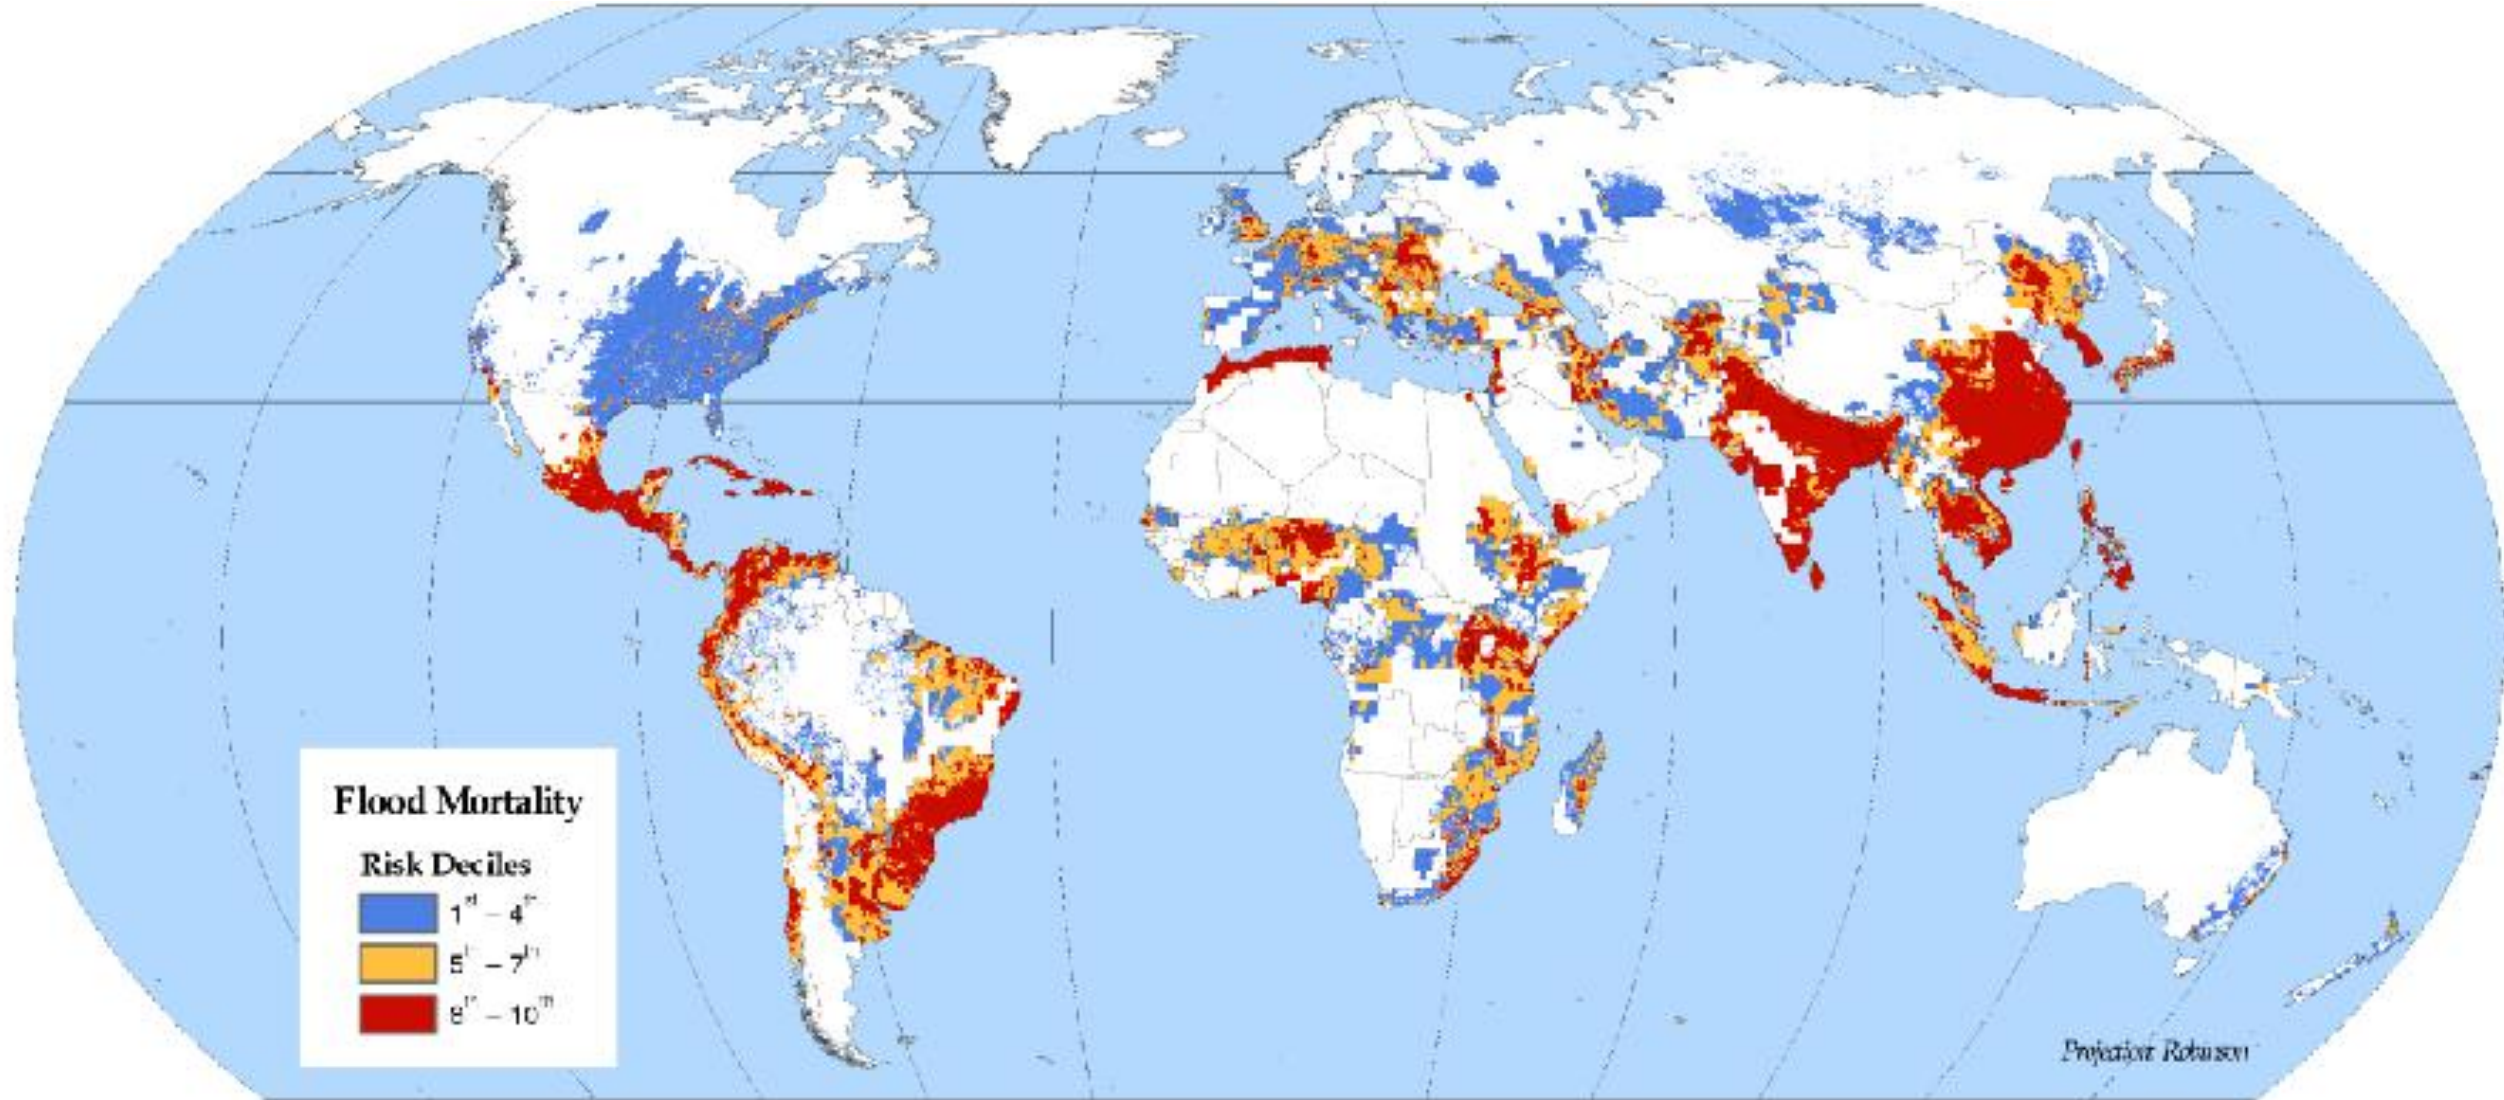 Flood Mortality
Risk Deciles
1st – 4th
5th – 7th
8th – 10th
Projection: Robinson